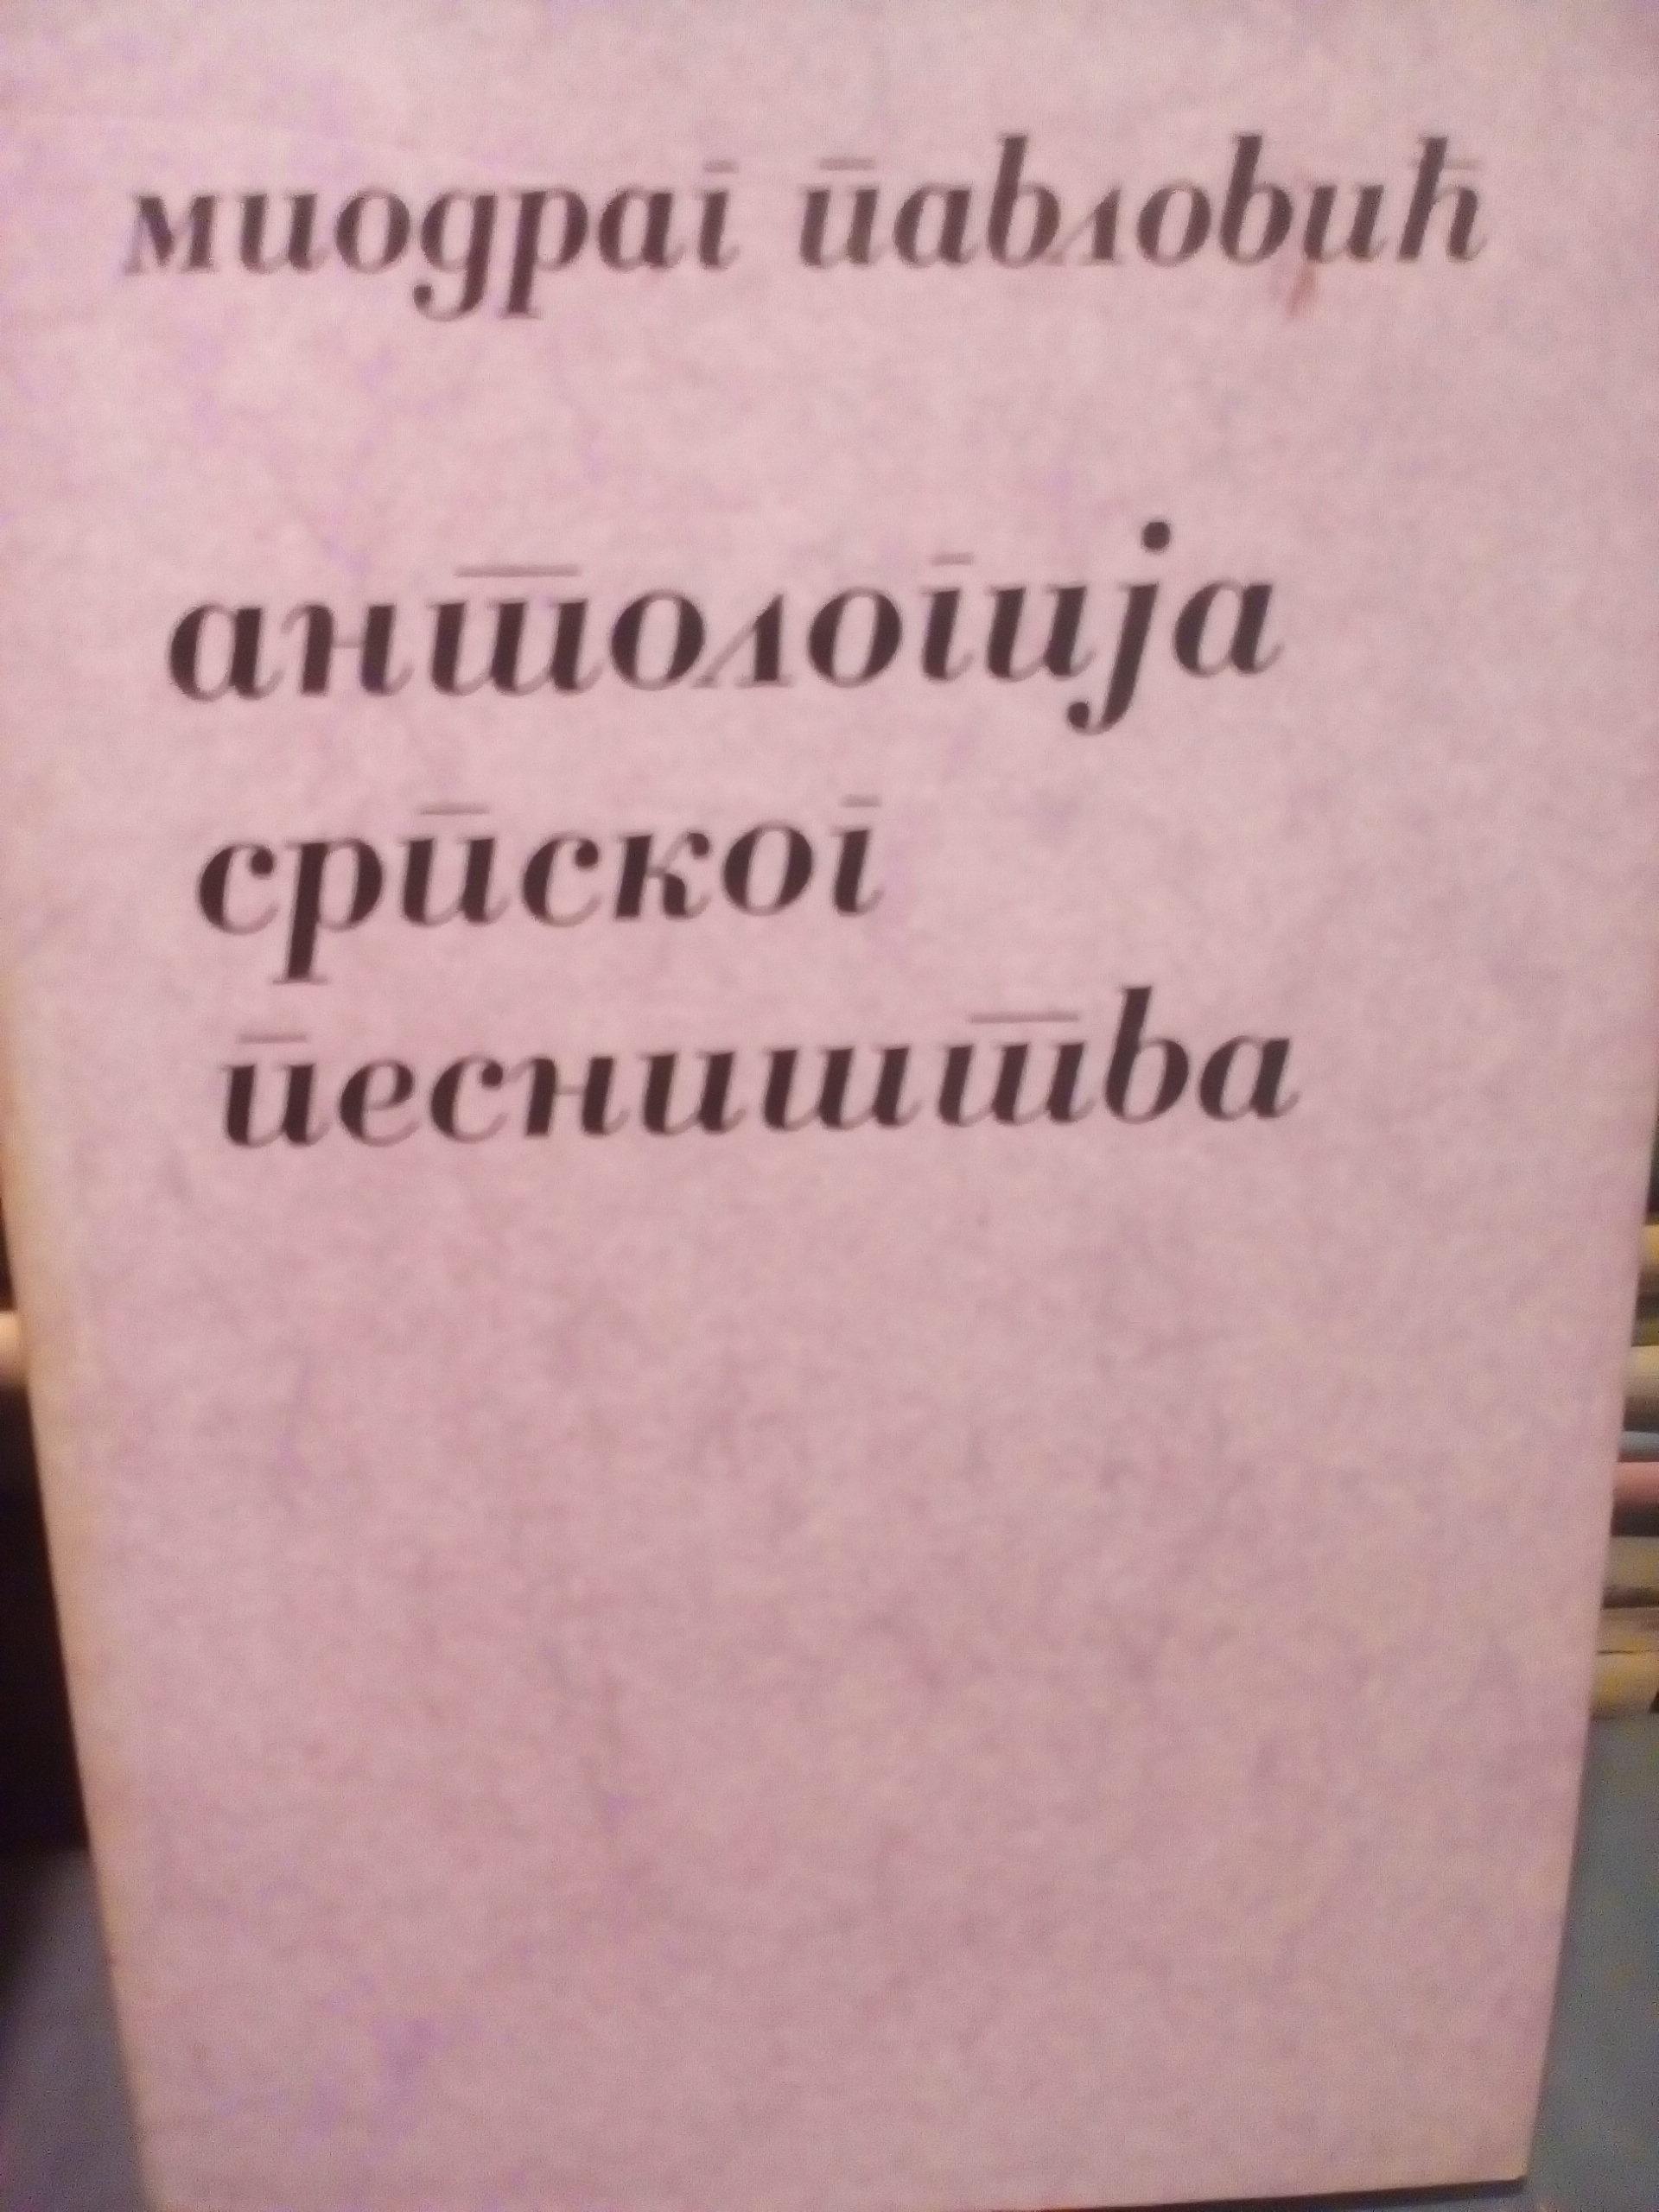 миодраг павловић
антологија
српског
песништва